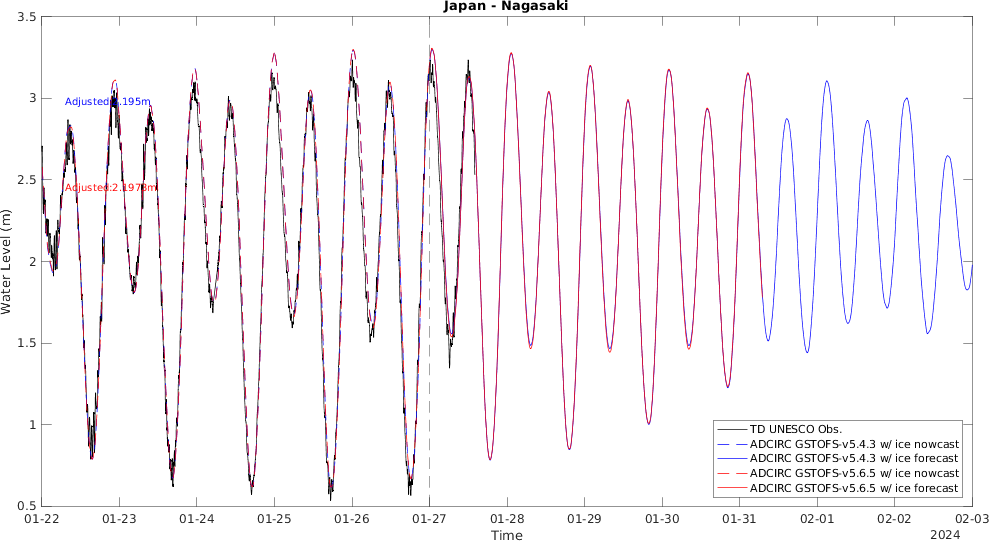 Japan - Nagasaki
3.5
3
2.5
2
1.5
1
0.5
Water Level (m)
Adjusted:2.1973m
01-22
01-23
01-24
01-25
01-26
01-27
01-28
01-29
01-30
01-31
02-01
02-02
02-03
Time
2024
TD UNESCO Obs.
ADCIRC GSTOFS-v5.4.3 w/ ice nowcast
ADCIRC GSTOFS-v5.4.3 w/ ice forecast
ADCIRC GSTOFS-v5.6.5 w/ ice nowcast
ADCIRC GSTOFS-v5.6.5 w/ ice forecast